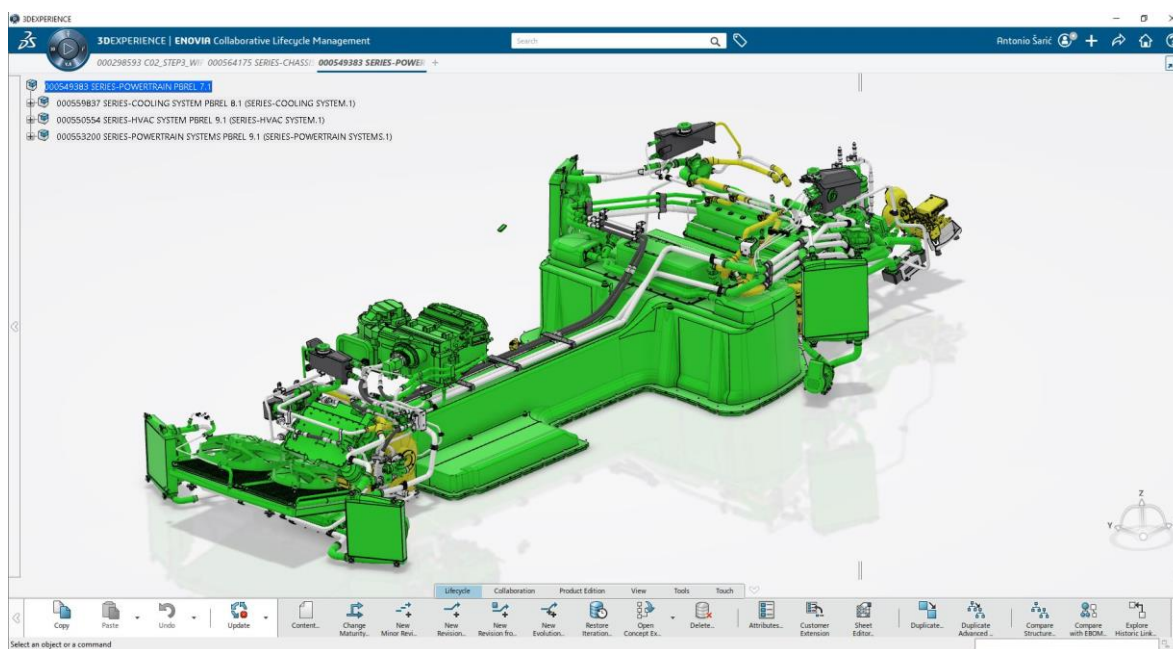 3DEXPERIENCE
3DEXPERIENCE | ENOVIA Collaborative Lifecycle Management
Search
Antonio Šarić
000298593 C02_STEP3_WI
000564175 SERIES-CHASSI
000549383 SERIES-POWER
000549383 SERIES-POWERTRAIN PBREL 7.1
000559837 SERIES-COOLING SYSTEM PBREL 8.1 (SERIES-COOLING SYSTEM.1)
000550554 SERIES-HVAC SYSTEM PBREL 9.1 (SERIES-HVAC SYSTEM.1)
000553200 SERIES-POWERTRAIN SYSTEMS PBREL 9.1 (SERIES-POWERTRAIN SYSTEMS.1)
Z
Y
Lifecycle Collaboration Product Edition View Tools Touch
Copy
Paste
Undo
Update
Content...
Change
Maturity...
New
Minor Revi...
New
Revision...
New
Revision fro...
New
Evolution...
Restore
Iteration...
Open
Concept Ex...
Delete...
Attributes...
Customer
Extension
Sheet
Editor...
Duplicate...
Duplicate
Advanced ...
Compare
Structure...
Compare
with EBOM...
Explore
Historic Link...
Select an object or a command